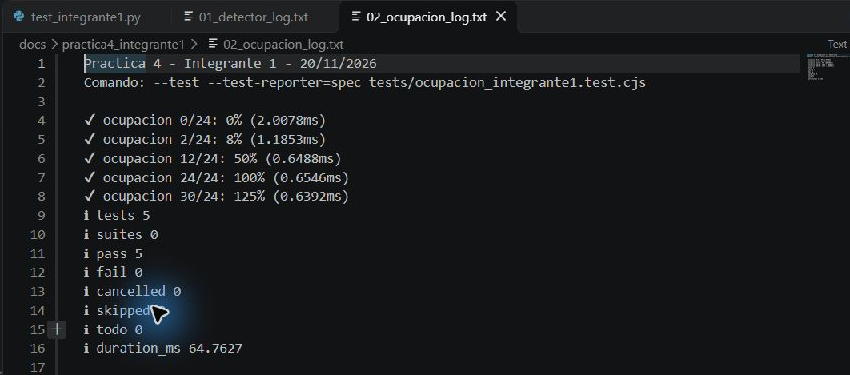 test_integrante1.py 01_detector_log.txt 02_ocupacion_log.txt
docs > practica4_integrante1 > 02_ocupacion_log.txt Text
1 Practica 4 - Integrante 1 - 20/11/2026
2 Comando: --test --test-reporter=spec tests/ocupacion_integrante1.test.cjs
3
4 ✓ ocupacion 0/24: 0% (2.0078ms)
5 ✓ ocupacion 2/24: 8% (1.1853ms)
6 ✓ ocupacion 12/24: 50% (0.6488ms)
7 ✓ ocupacion 24/24: 100% (0.6546ms)
8 ✓ ocupacion 30/24: 125% (0.6392ms)
9 ℹ tests 5
10 ℹ suites 0
11 ℹ pass 5
12 ℹ fail 0
13 ℹ cancelled 0
14 ℹ skipped
15 ℹ todo 0
16 ℹ duration_ms 64.7627
17